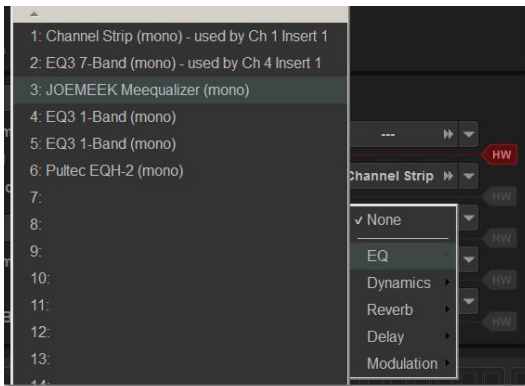 1: Channel Strip (mono) - used by Ch 1 Insert 1
2: EQ3 7-Band (mono) - used by Ch 4 Insert 1
3: JOEMEEK Meequalizer (mono)
4: EQ3 1-Band (mono)
5: EQ3 1-Band (mono)
6: Pultec EQH-2 (mono)
7:
8:
9:
10:
11:
12:
13:
14:
---
HW
Channel Strip
HW
✓ None
HW
EQ
Dynamics
HW
Reverb
HW
Delay
Modulation